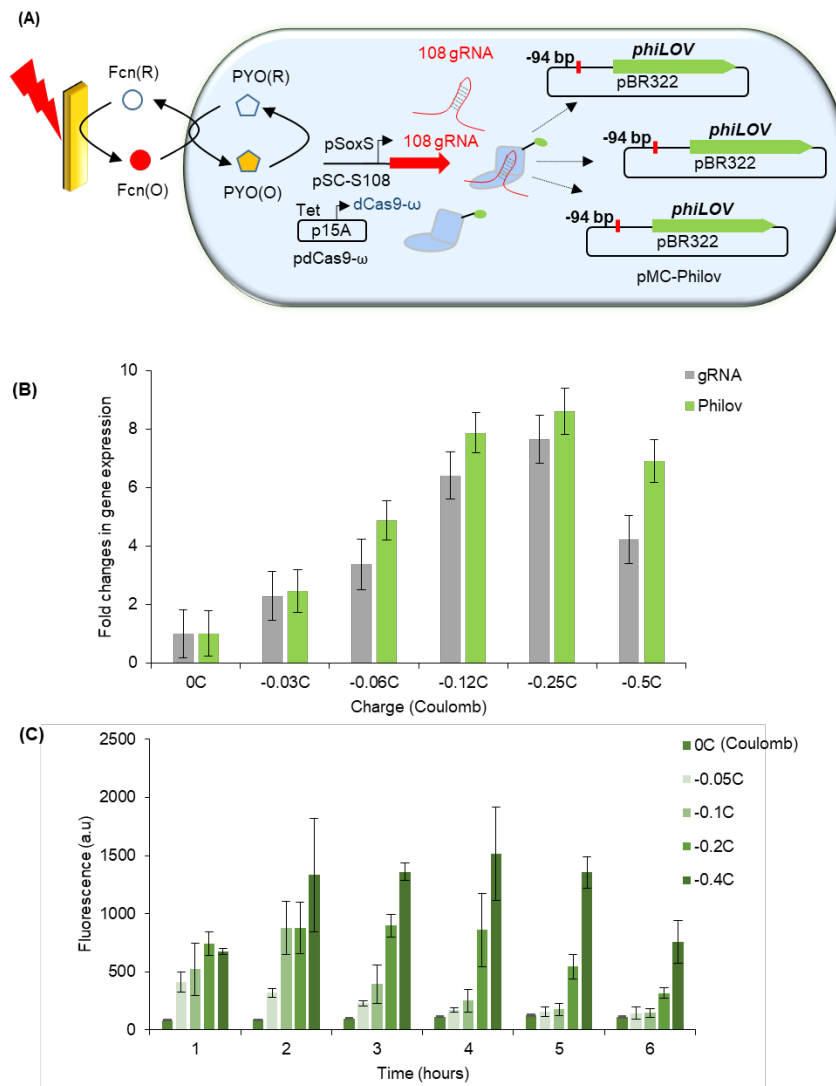 (A)
108 gRNA
-94 bp
phiLOV
pBR322
Fcn(R)
PYO(R)
pSoxS
108 gRNA
-94 bp
phiLOV
pBR322
Fcn(O)
PYO(O)
pSC-S108
Tet
dCas9-ω
p15A
pdCas9-ω
-94 bp
phiLOV
pBR322
pMC-Philov
(B)
Fold changes in gene expression
10
8
6
4
2
0
gRNA
Philov
0C -0.03C -0.06C -0.12C -0.25C -0.5C
Charge (Coulomb)
(C)
Fluorescence (a.u)
2500
2000
1500
1000
500
0
0C (Coulomb)
-0.05C
-0.1C
-0.2C
-0.4C
1 2 3 4 5 6
Time (hours)